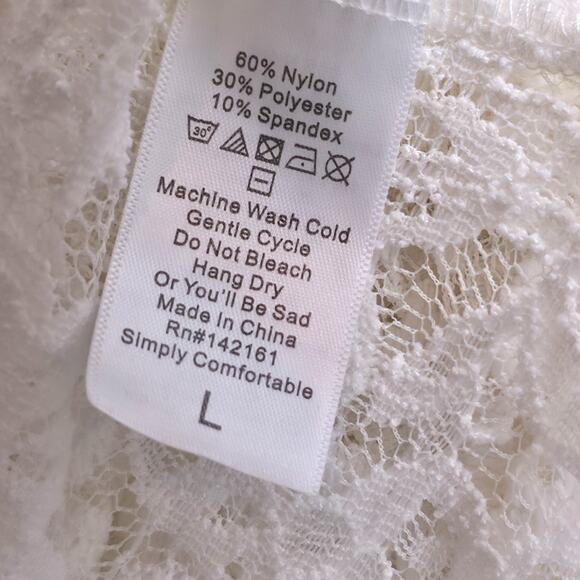 60% Nylon
30% Polyester
10% Spandex
30°
Machine Wash Cold
Gentle Cycle
Do Not Bleach
Hang Dry
Or You'll Be Sad
Made In China
Rn#142161
Simply Comfortable
L